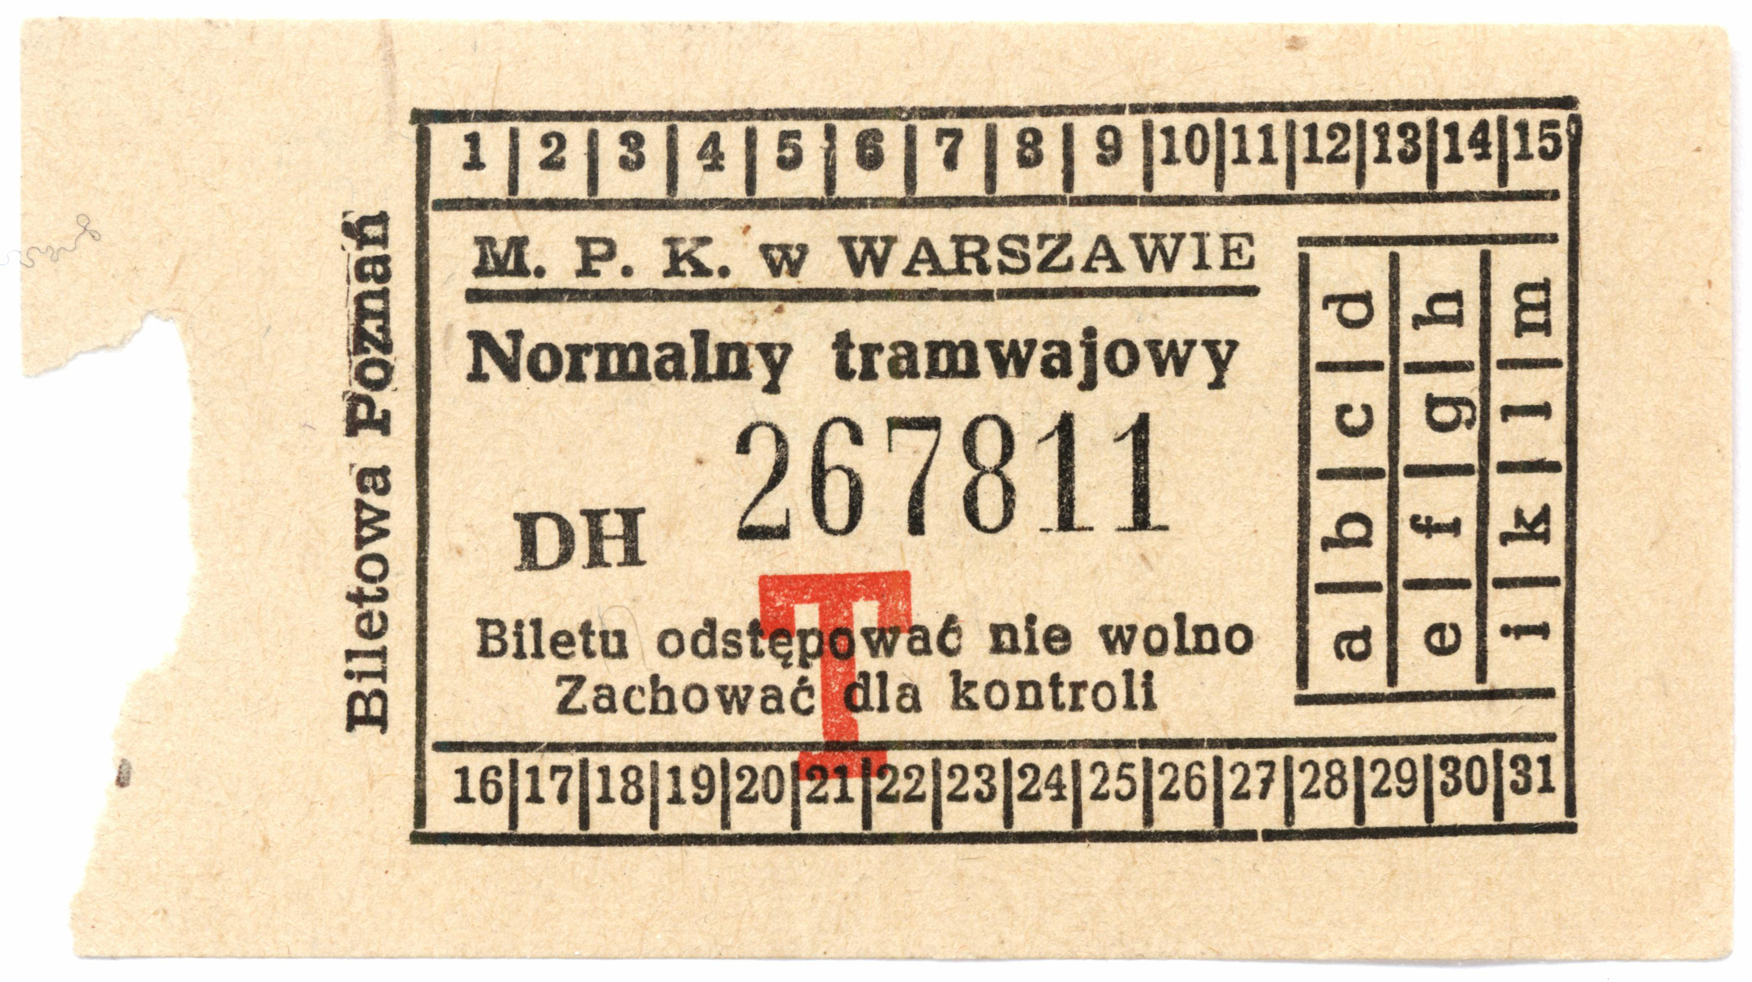 Biletowa Poznań
1 2 3 4 5 6 7 8 9 10 11 12 13 14 15
M. P. K. w WARSZAWIE
Normalny tramwajowy
267811
DH
T
Biletu odstępować nie wolno
Zachować dla kontroli
a b c d
e f g h
i k l m
16 17 18 19 20 21 22 23 24 25 26 27 28 29 30 31